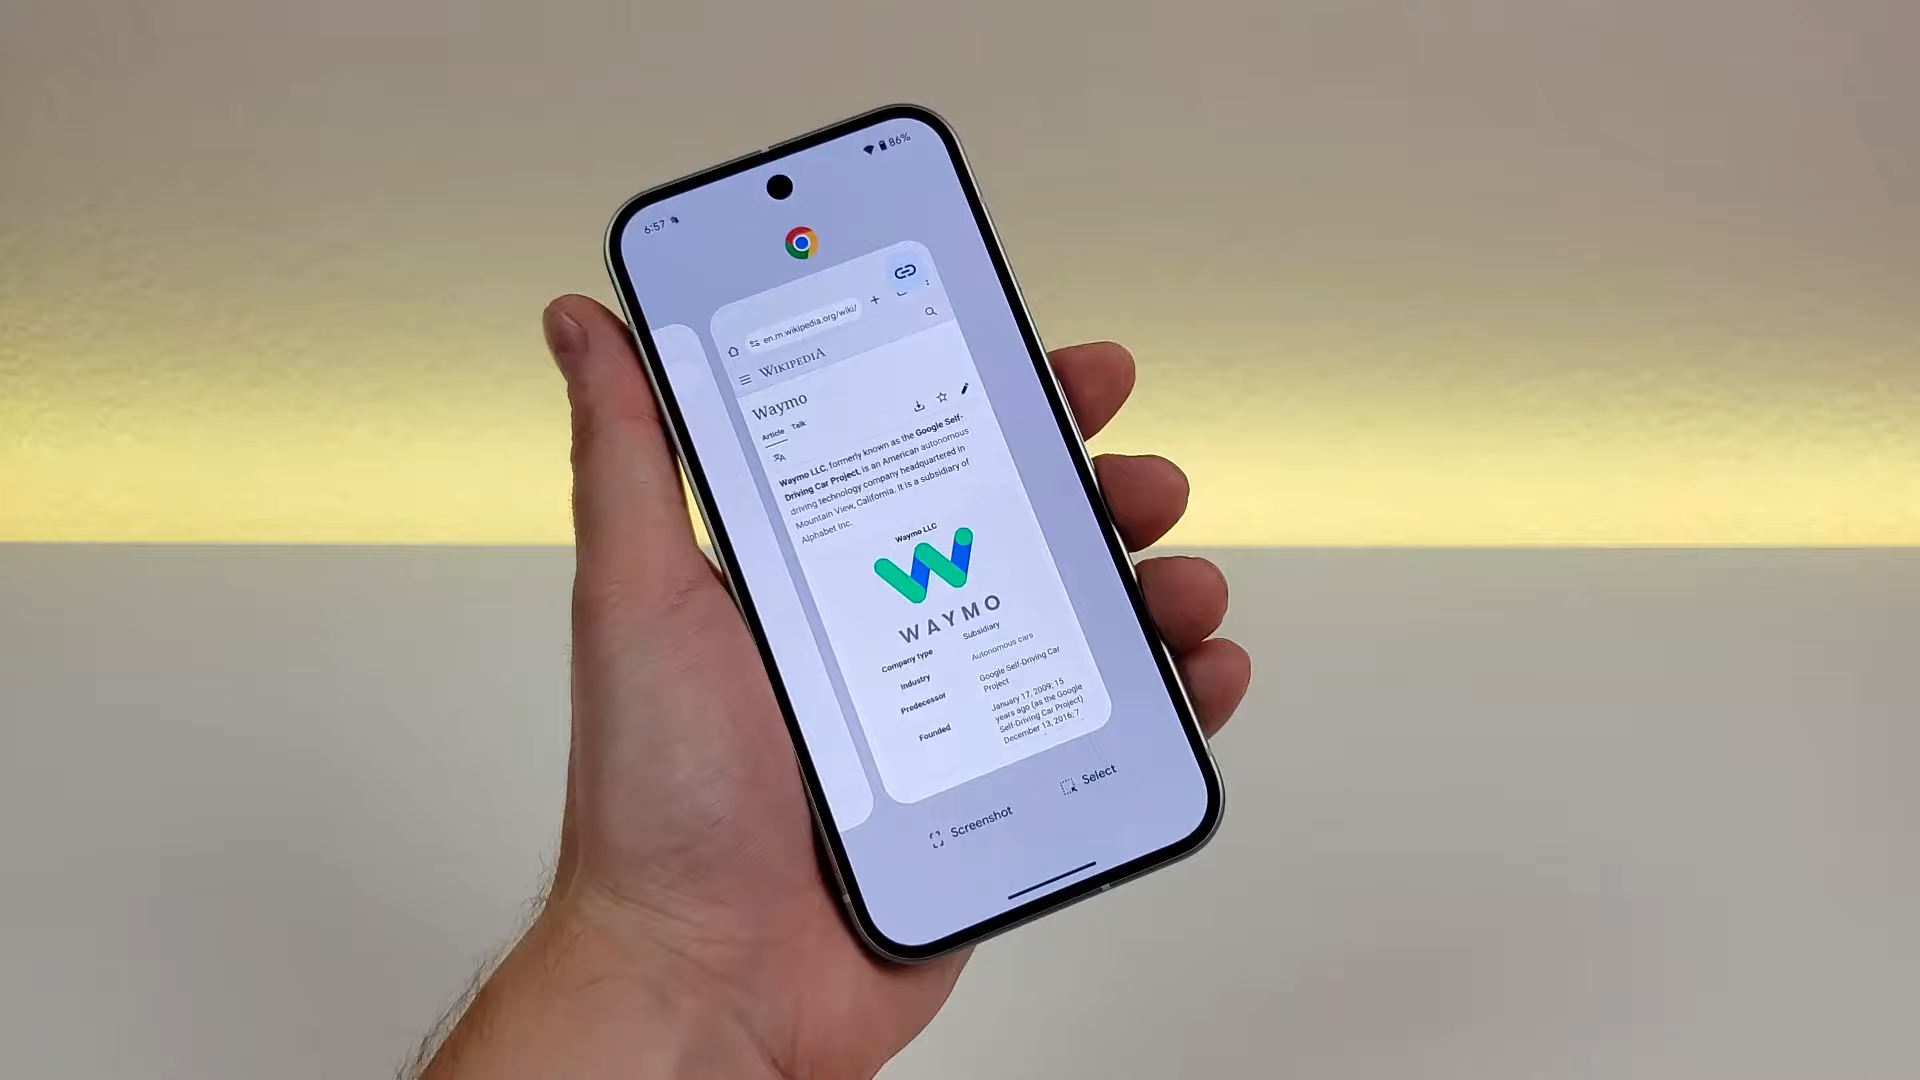 6:57
86%
en.m.wikipedia.org/wiki/
WIKIPEDIA
Waymo
Article Talk
Waymo LLC, formerly known as the Google Self-
Driving Car Project, is an American autonomous
driving technology company headquartered in
Mountain View, California. It is a subsidiary of
Alphabet Inc.
Waymo LLC
WAYMO
Company type Subsidiary
Industry Autonomous cars
Predecessor Google Self-Driving Car
Project
Founded January 17, 2009; 15
years ago (as the Google
Self-Driving Car Project)
December 13, 2016; 7
Screenshot
Select